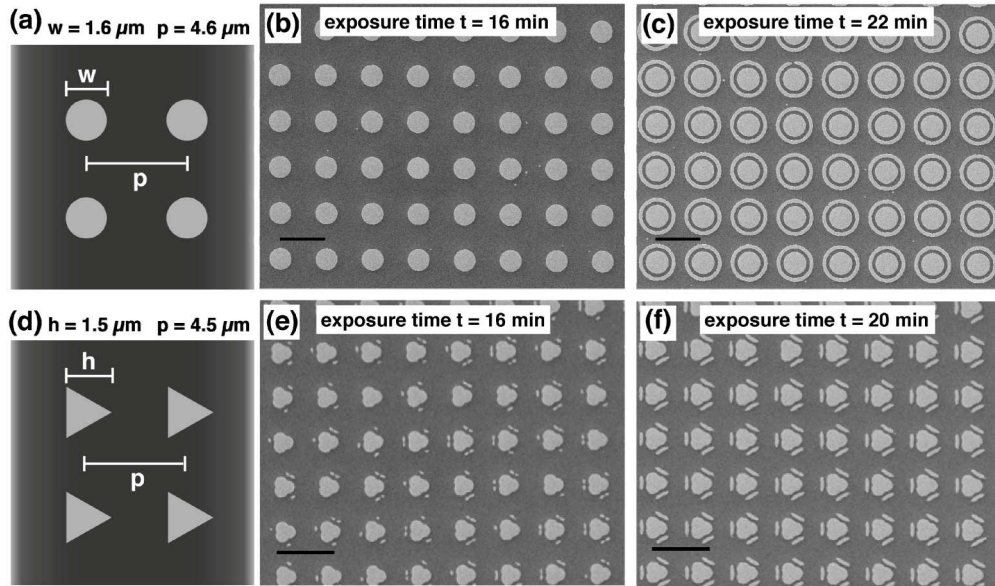 (a) w = 1.6 µm p = 4.6 µm
w
p
(b) exposure time t = 16 min
(c) exposure time t = 22 min
(d) h = 1.5 µm p = 4.5 µm
h
p
(e) exposure time t = 16 min
(f) exposure time t = 20 min